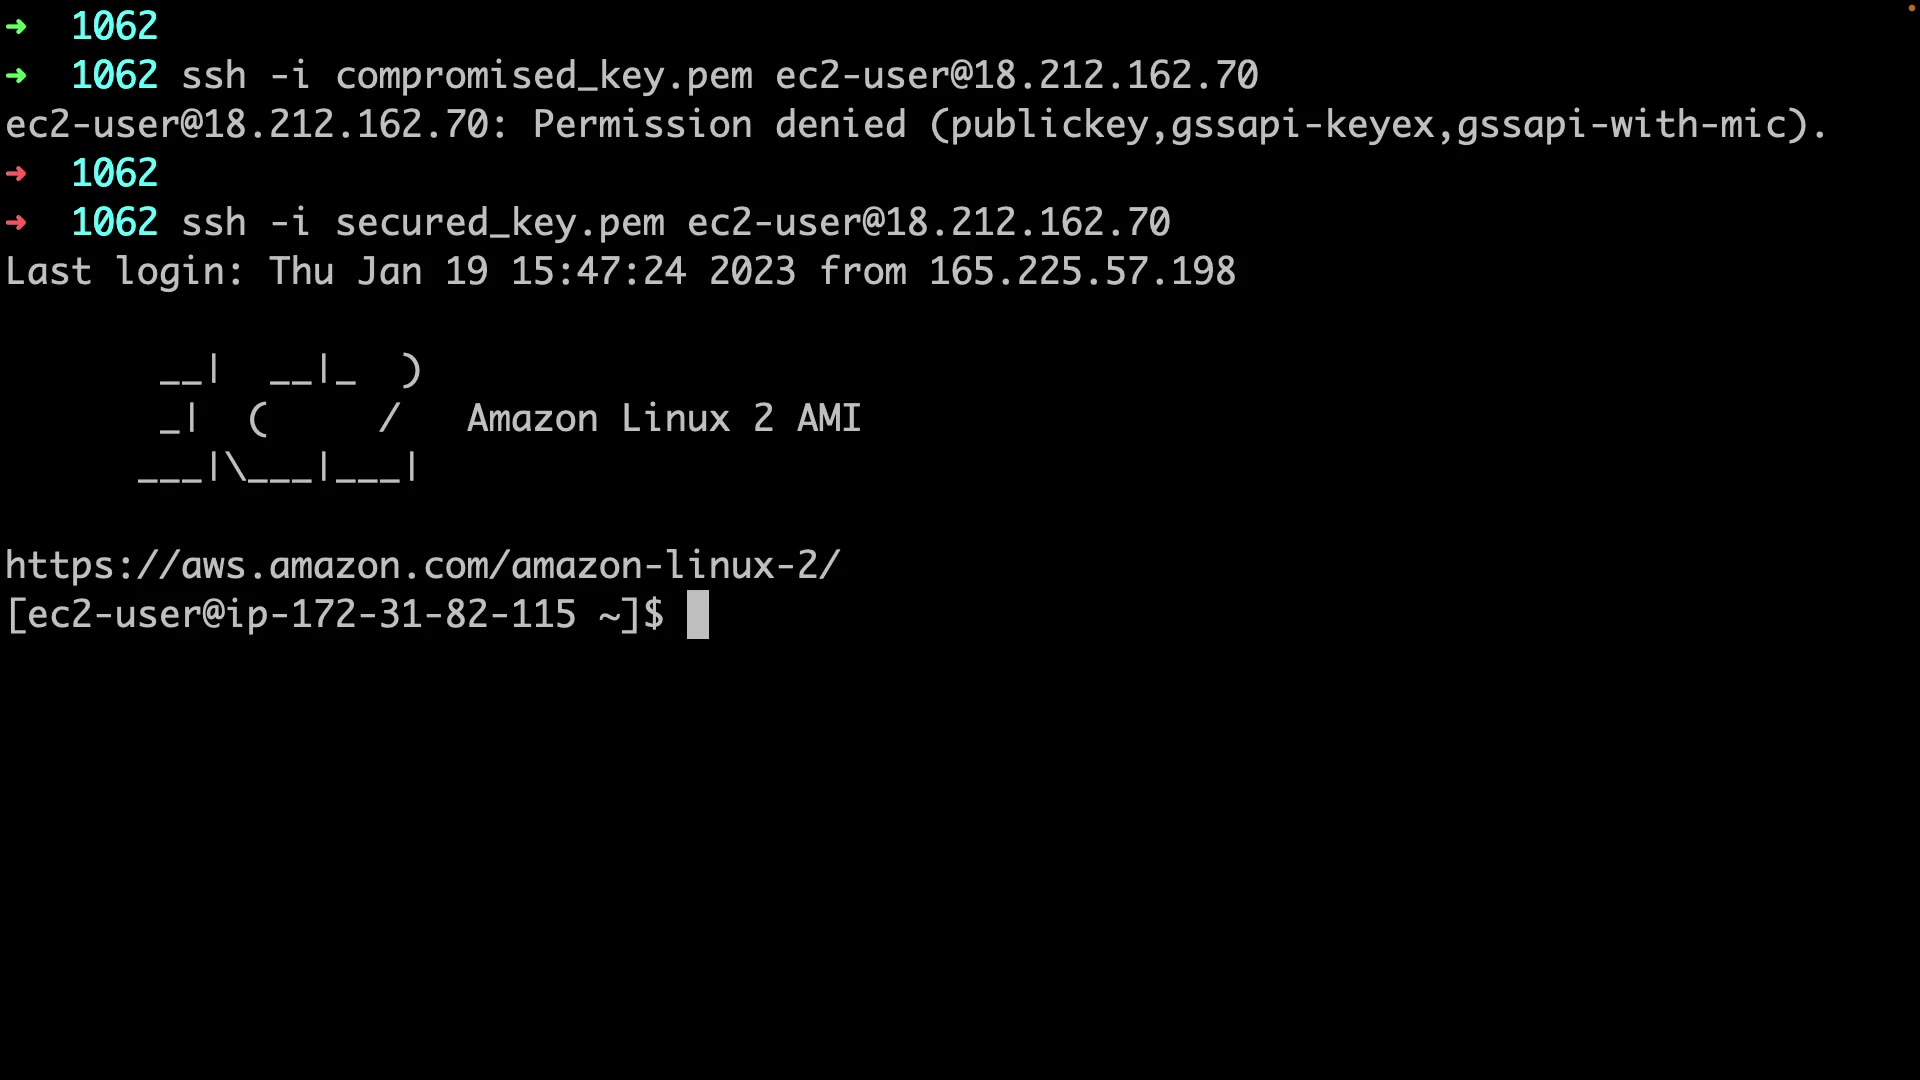 ➜  1062
➜  1062 ssh -i compromised_key.pem ec2-user@18.212.162.70
ec2-user@18.212.162.70: Permission denied (publickey,gssapi-keyex,gssapi-with-mic).
➜  1062
➜  1062 ssh -i secured_key.pem ec2-user@18.212.162.70
Last login: Thu Jan 19 15:47:24 2023 from 165.225.57.198

       __|  __|_  )
       _|  (     /   Amazon Linux 2 AMI
      ___|\___|___|

https://aws.amazon.com/amazon-linux-2/
[ec2-user@ip-172-31-82-115 ~]$